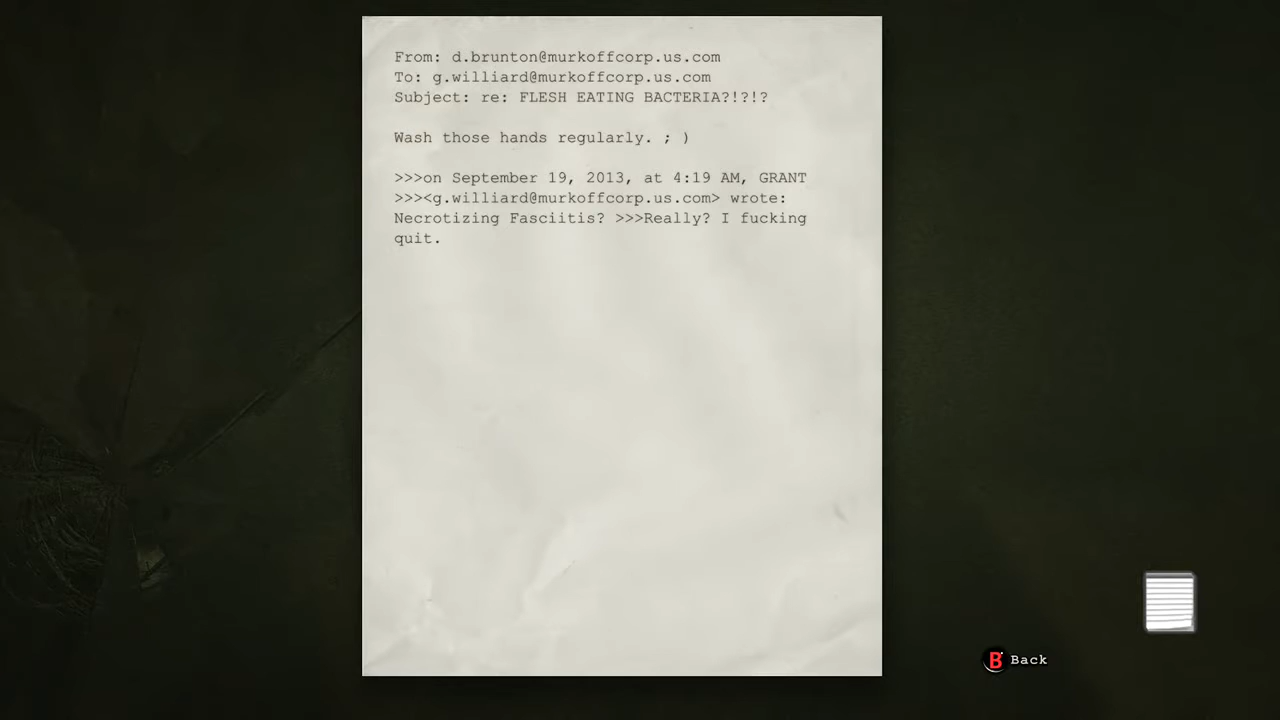 From: d.brunton@murkoffcorp.us.com
To: g.williard@murkoffcorp.us.com
Subject: re: FLESH EATING BACTERIA?!?!?
Wash those hands regularly. ; )
>>>on September 19, 2013, at 4:19 AM, GRANT
>>><g.williard@murkoffcorp.us.com> wrote:
Necrotizing Fasciitis? >>>Really? I fucking
quit.
B Back